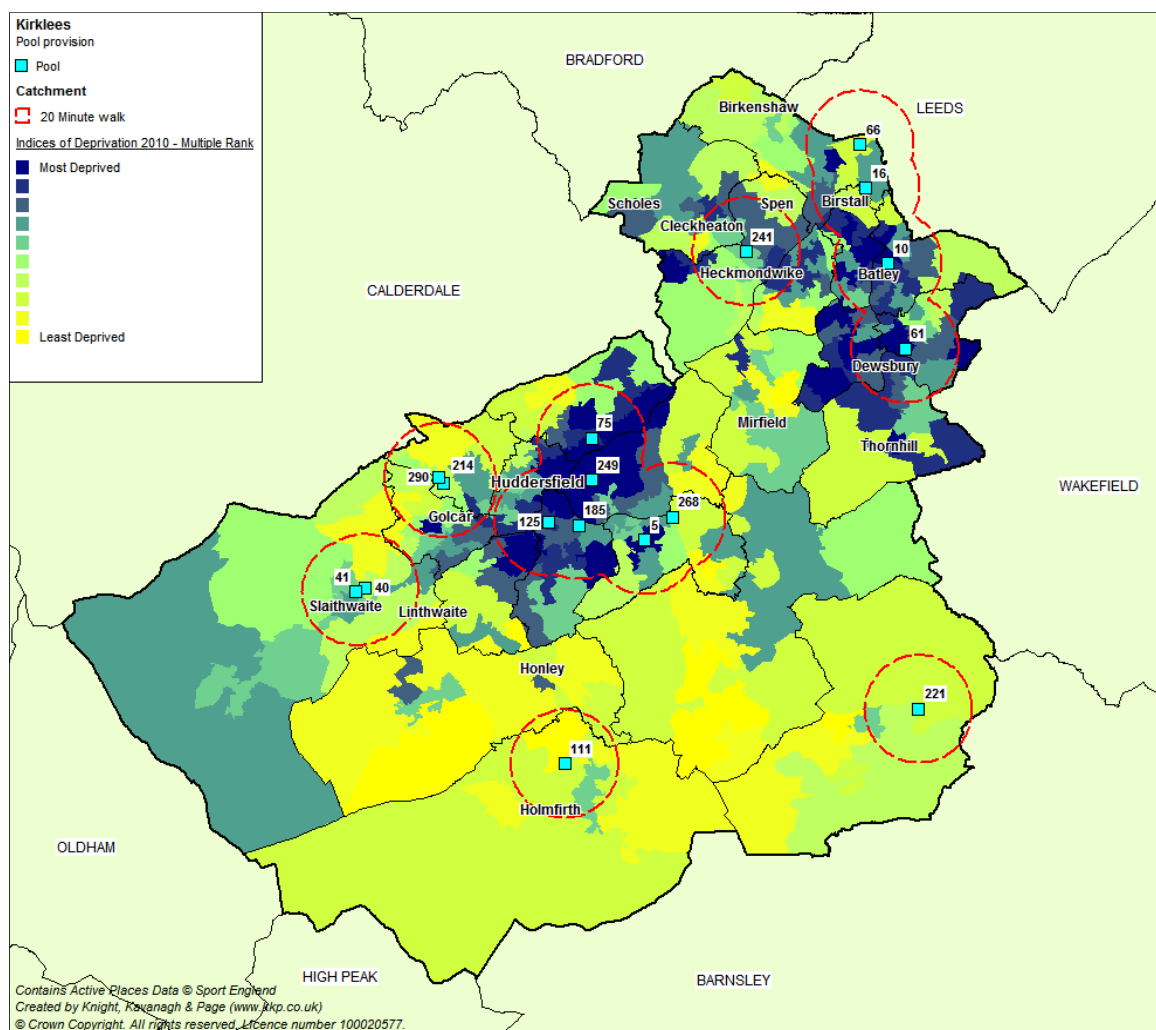 Kirklees
Pool provision
Pool
Catchment
20 Minute walk
Indices of Deprivation 2010 - Multiple Rank
Most Deprived
Least Deprived
BRADFORD
LEEDS
Birkenshaw
66
16
Scholes
Spen
Birstall
Cleckheaton
241
10
Heckmondwike
Batley
CALDERDALE
61
Dewsbury
75
Mirfield
Thornhill
290
214
249
Huddersfield
WAKEFIELD
Golcar
125
185
5
268
41
40
Slaithwaite
Linthwaite
Honley
221
111
Holmfirth
OLDHAM
HIGH PEAK
BARNSLEY
Contains Active Places Data © Sport England
Created by Knight, Kavanagh & Page (www.kkp.co.uk)
© Crown Copyright. All rights reserved. Licence number 100020577.